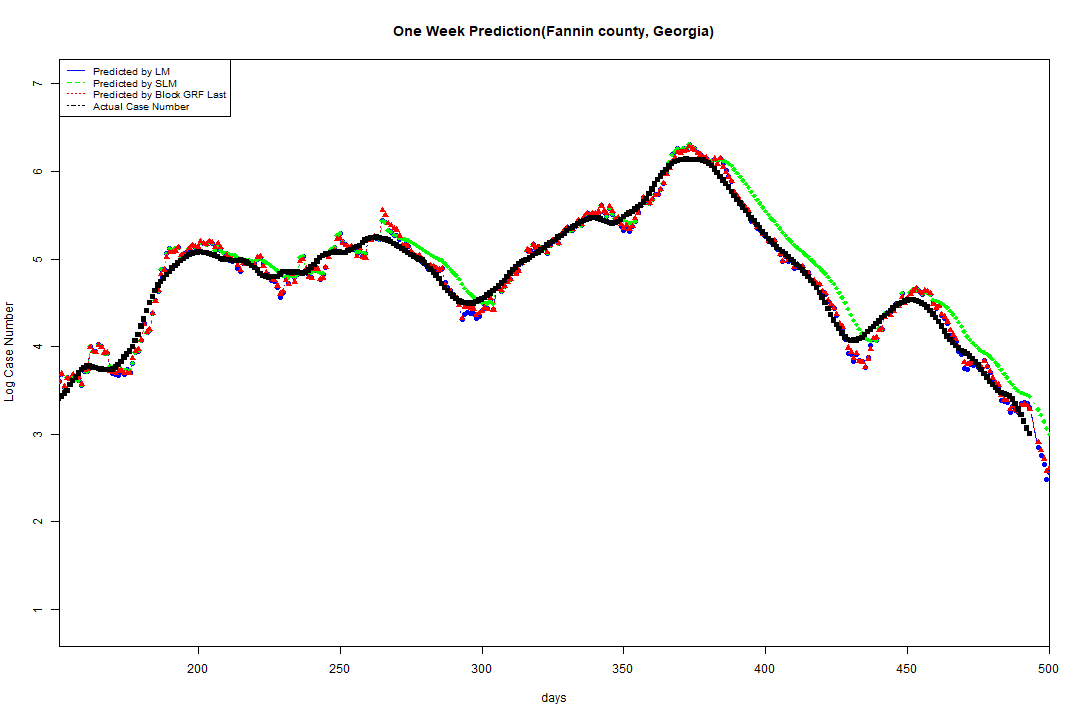 One Week Prediction(Fannin county, Georgia)
Predicted by LM
Predicted by SLM
Predicted by Block GRF Last
Actual Case Number
7
6
5
4
3
2
1
Log Case Number
200 250 300 350 400 450 500
days